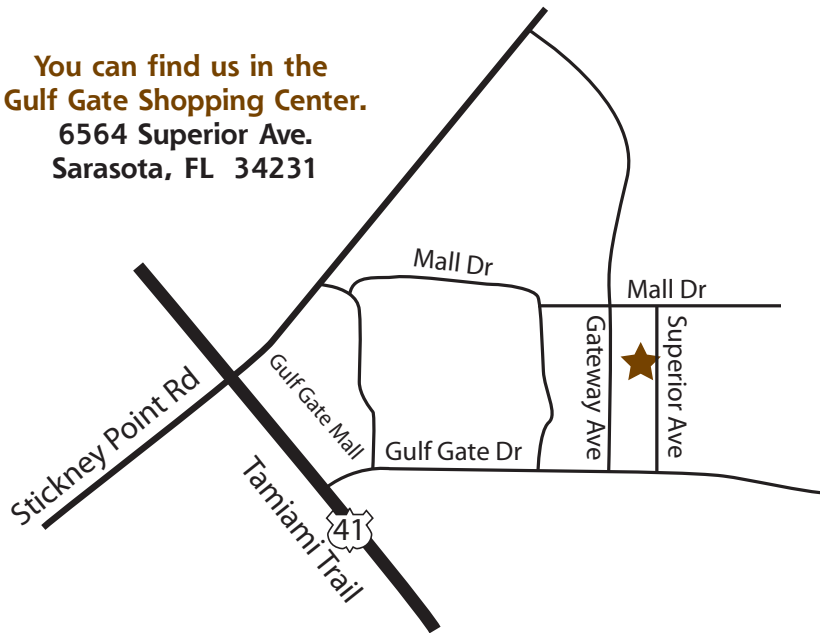 You can find us in the
Gulf Gate Shopping Center.
6564 Superior Ave.
Sarasota, FL 34231
Mall Dr
Mall Dr
Gateway Ave
Superior Ave
Gulf Gate Mall
Stickney Point Rd
Gulf Gate Dr
Tamiami Trail
41